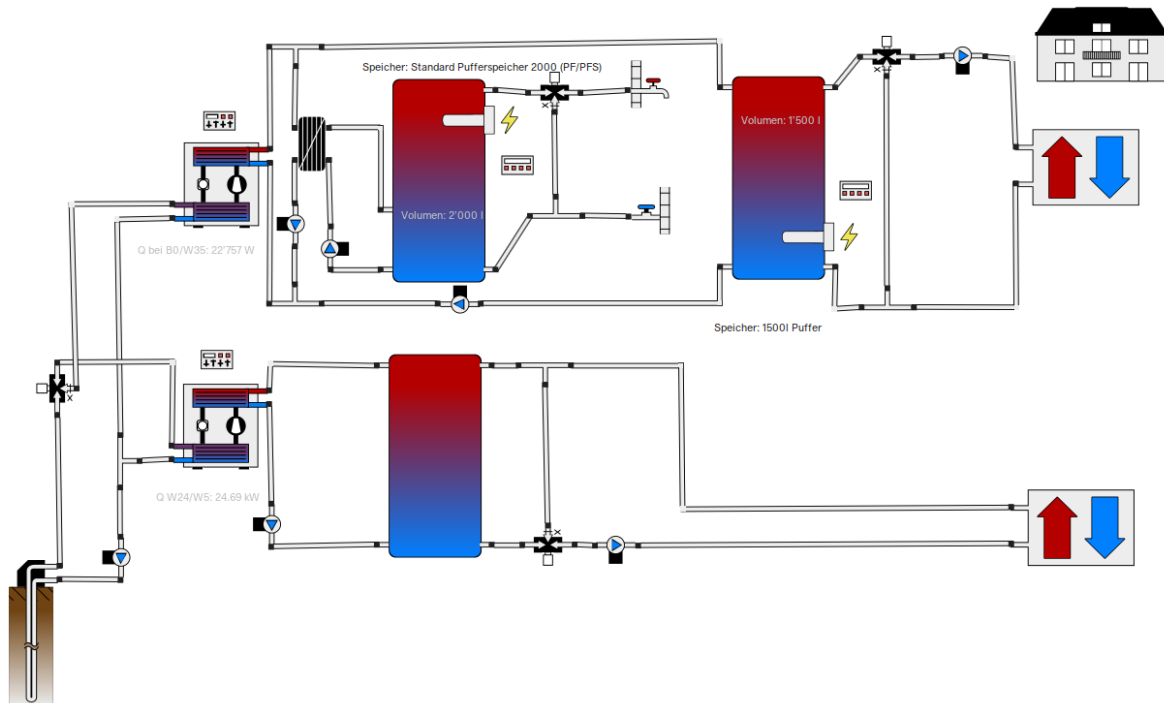 Speicher: Standard Pufferspeicher 2000 (PF/PFS)
Volumen: 1'500 l
Volumen: 2'000 l
Q bei B0/W35: 22'757 W
Speicher: 1500l Puffer
Q W24/W5: 24.69 kW